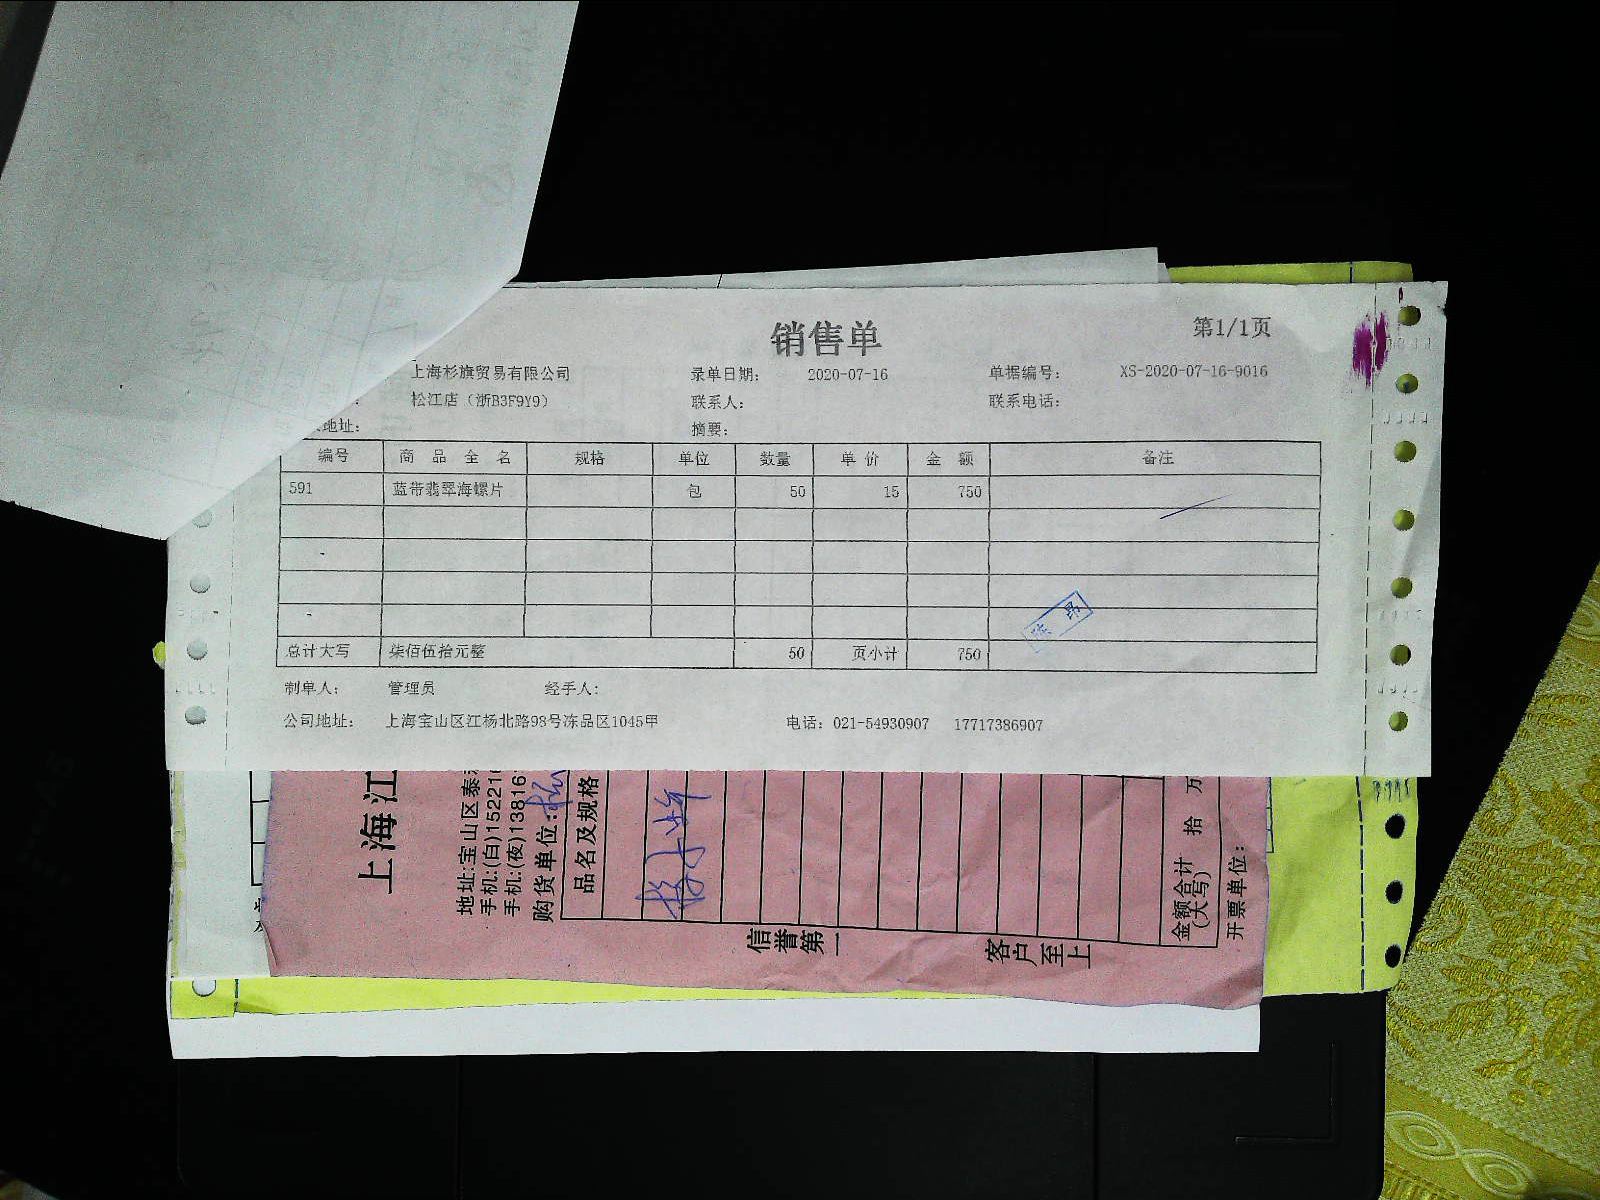 销售单
第1/1页
上海杉旗贸易有限公司 录单日期： 2020-07-16 单据编号： XS-2020-07-16-9016
松江店（浙B3F9Y9） 联系人： 联系电话：
地址： 摘要：
编号 商 品 全 名 规格 单位 数量 单 价 金 额 备注
591 蓝带翡翠海螺片 包 50 15 750
昂
总计大写 柒佰伍拾元整 50 页小计 750
制单人： 管理员 经手人：
公司地址： 上海宝山区江杨北路98号冻品区1045甲 电话：021-54930907 17717386907
上海江
地址:宝山区泰
手机:(白)152216
手机:(夜)13816
购货单位:
品名及规格
信誉第一
客户至上
金额合计
(大写)
拾 万
开票单位: